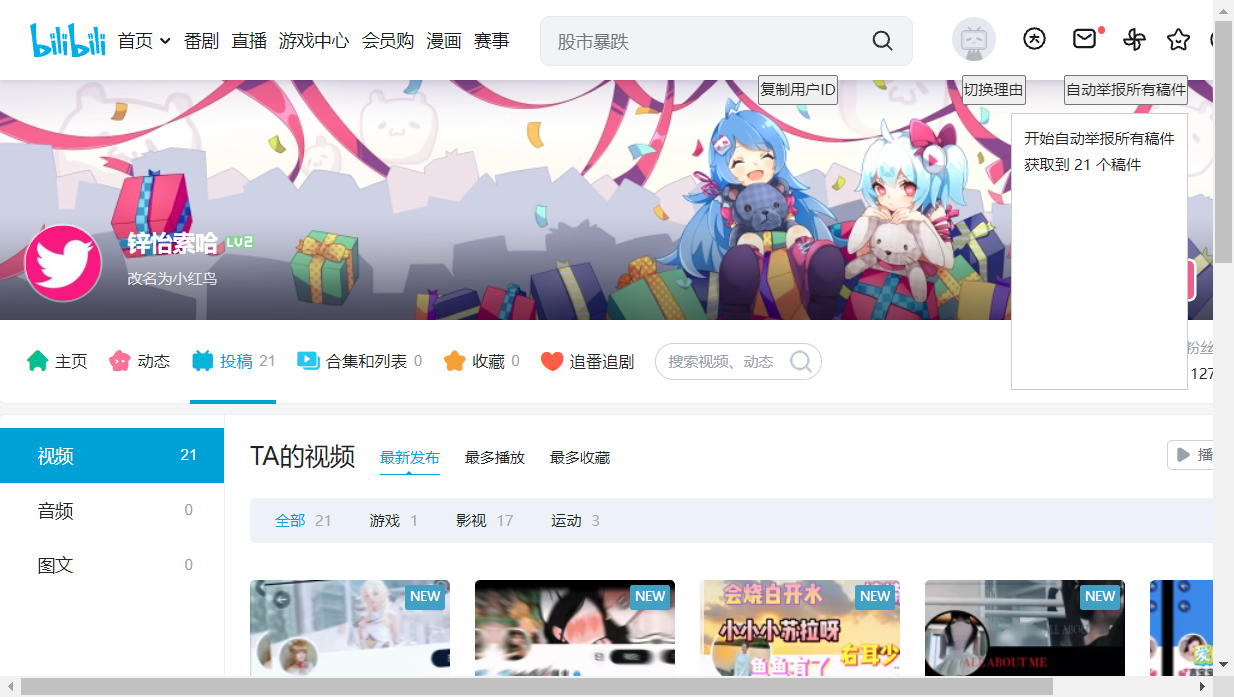 bilibili 首页 番剧 直播 游戏中心 会员购 漫画 赛事 股市暴跌
复制用户ID 切换理由 自动举报所有稿件
开始自动举报所有稿件
获取到 21 个稿件
锌怡索哈 LV2
改名为小红鸟
主页 动态 投稿 21 合集和列表 0 收藏 0 追番追剧 搜索视频、动态 粉丝
127
视频 21
音频 0
图文 0
TA的视频 最新发布 最多播放 最多收藏 播
全部 21 游戏 1 影视 17 运动 3
NEW NEW NEW NEW
会烧白开水
小小小苏拉呀
右耳少
ALL ABOUT ME